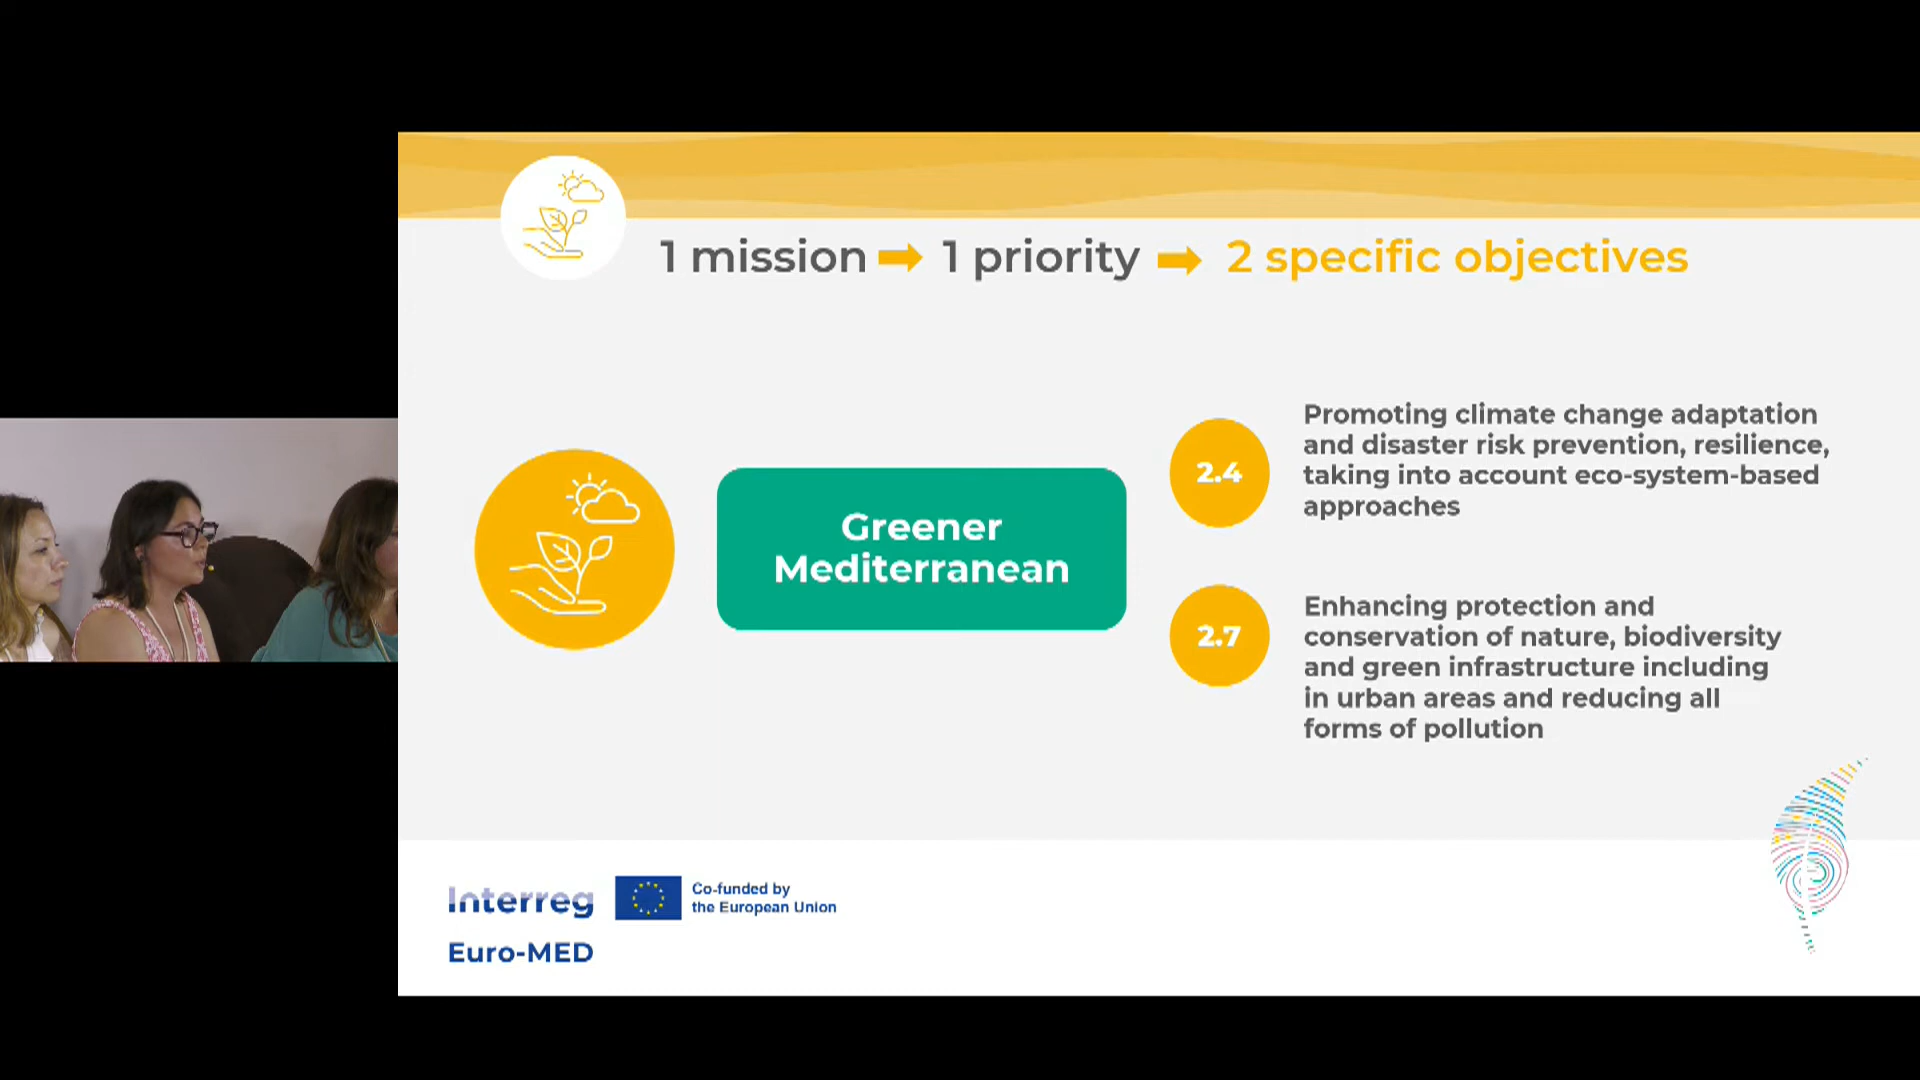 1 mission 1 priority 2 specific objectives
Greener
Mediterranean
2.4
Promoting climate change adaptation
and disaster risk prevention, resilience,
taking into account eco-system-based
approaches
2.7
Enhancing protection and
conservation of nature, biodiversity
and green infrastructure including
in urban areas and reducing all
forms of pollution
Interreg
Co-funded by
the European Union
Euro-MED